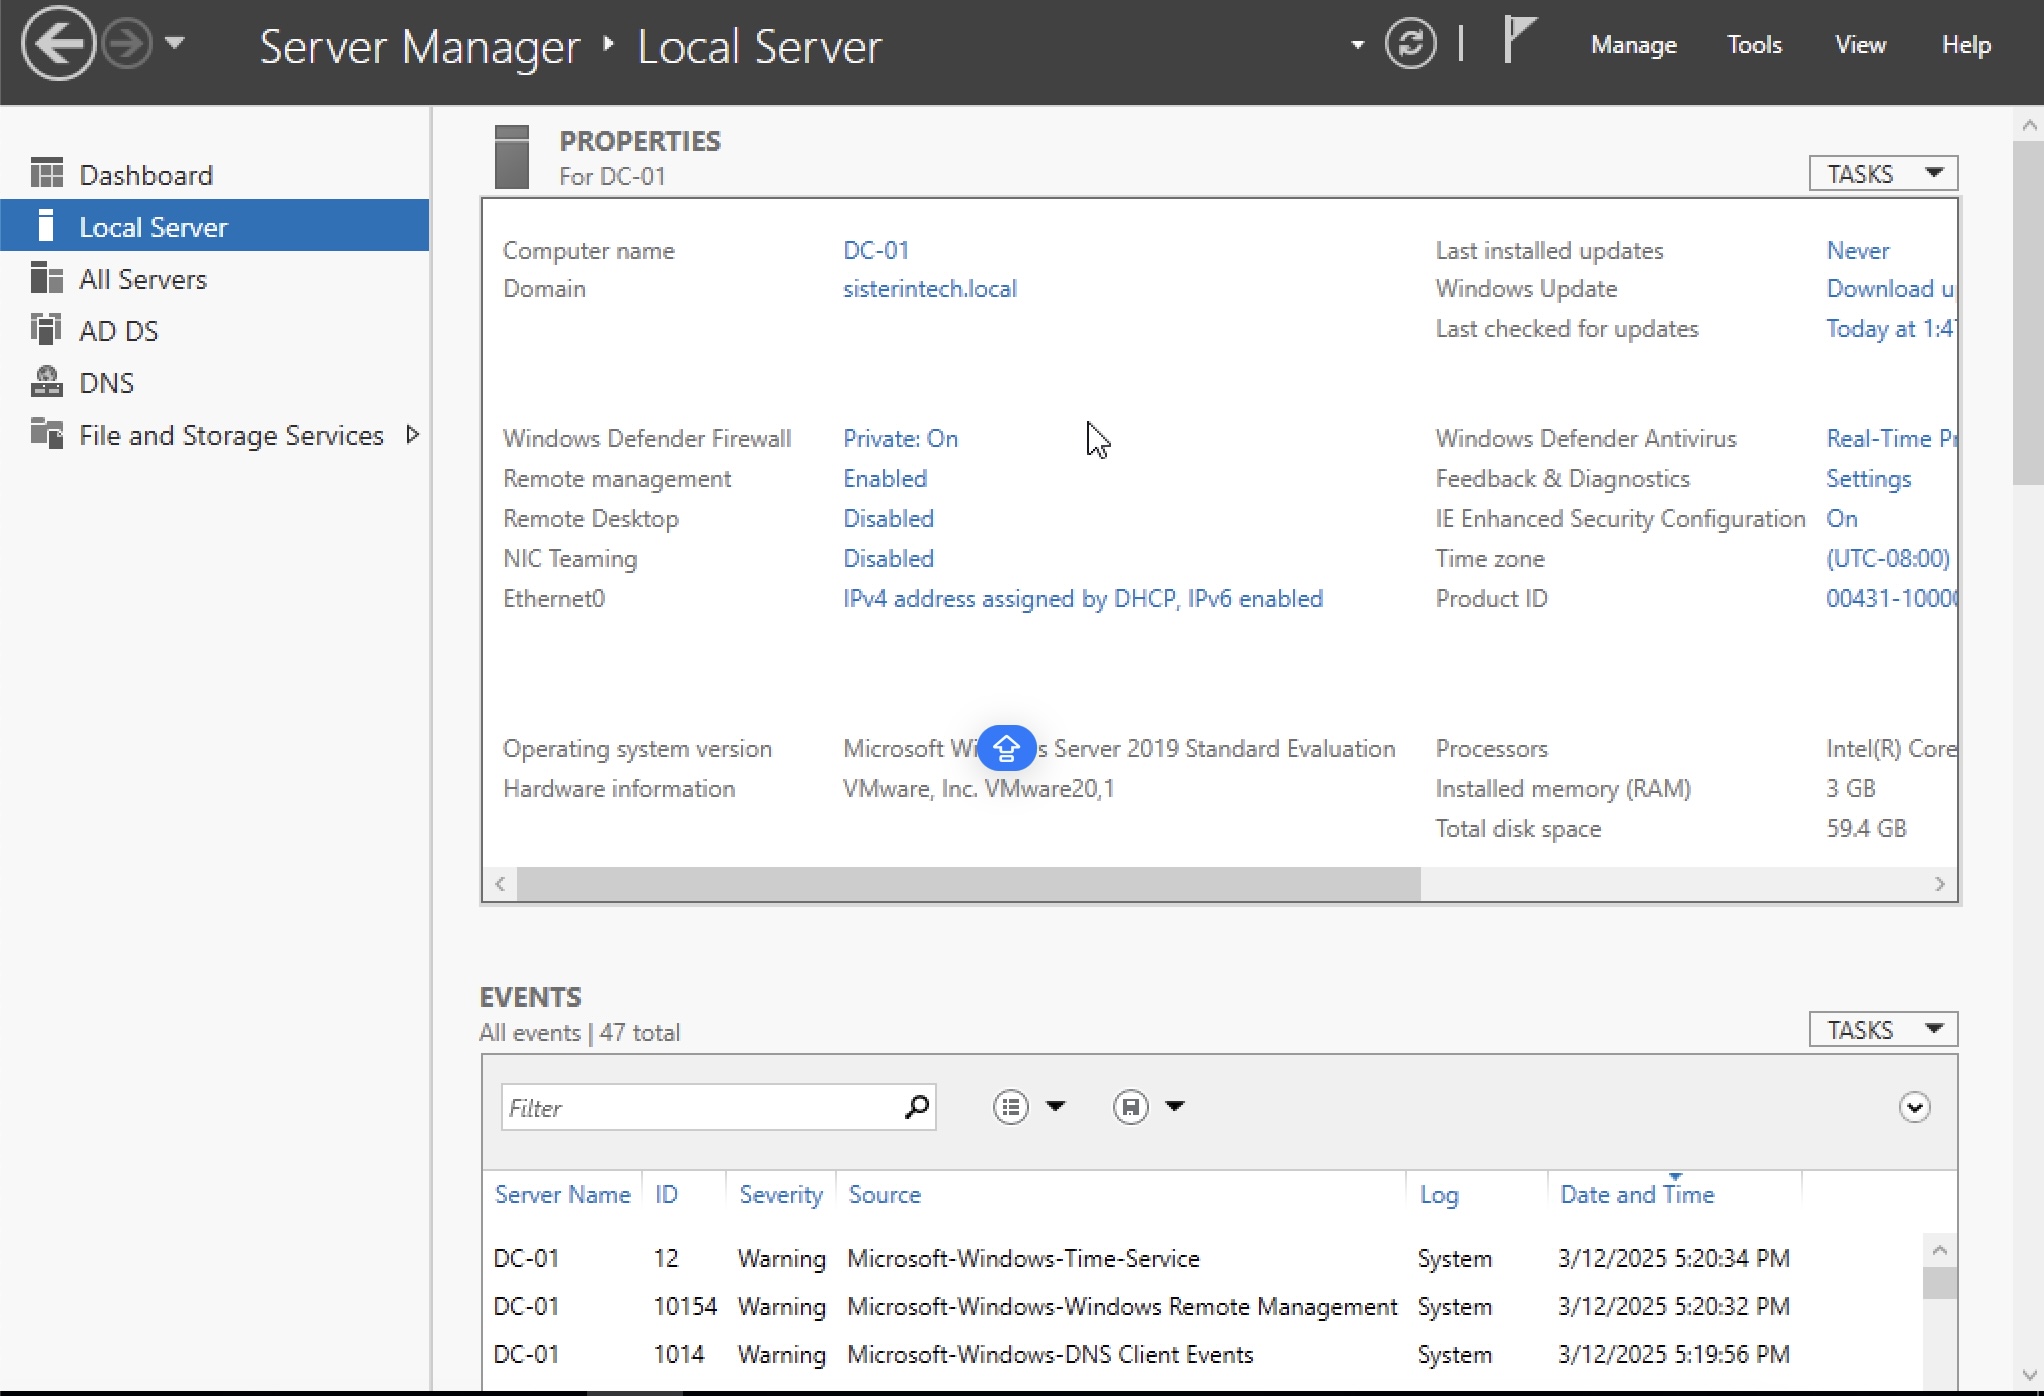 Server Manager ‣ Local Server
Manage Tools View Help
Dashboard
Local Server
All Servers
AD DS
DNS
File and Storage Services
PROPERTIES
For DC-01
TASKS
Computer name DC-01 Last installed updates Never
Domain sisterintech.local Windows Update Download u
Last checked for updates Today at 1:4
Windows Defender Firewall Private: On Windows Defender Antivirus Real-Time P
Remote management Enabled Feedback & Diagnostics Settings
Remote Desktop Disabled IE Enhanced Security Configuration On
NIC Teaming Disabled Time zone (UTC-08:00)
Ethernet0 IPv4 address assigned by DHCP, IPv6 enabled Product ID 00431-1000
Operating system version Microsoft Wi s Server 2019 Standard Evaluation Processors Intel(R) Core
Hardware information VMware, Inc. VMware20,1 Installed memory (RAM) 3 GB
Total disk space 59.4 GB
EVENTS
All events | 47 total
TASKS
Filter
Server Name ID Severity Source Log Date and Time
DC-01 12 Warning Microsoft-Windows-Time-Service System 3/12/2025 5:20:34 PM
DC-01 10154 Warning Microsoft-Windows-Windows Remote Management System 3/12/2025 5:20:32 PM
DC-01 1014 Warning Microsoft-Windows-DNS Client Events System 3/12/2025 5:19:56 PM